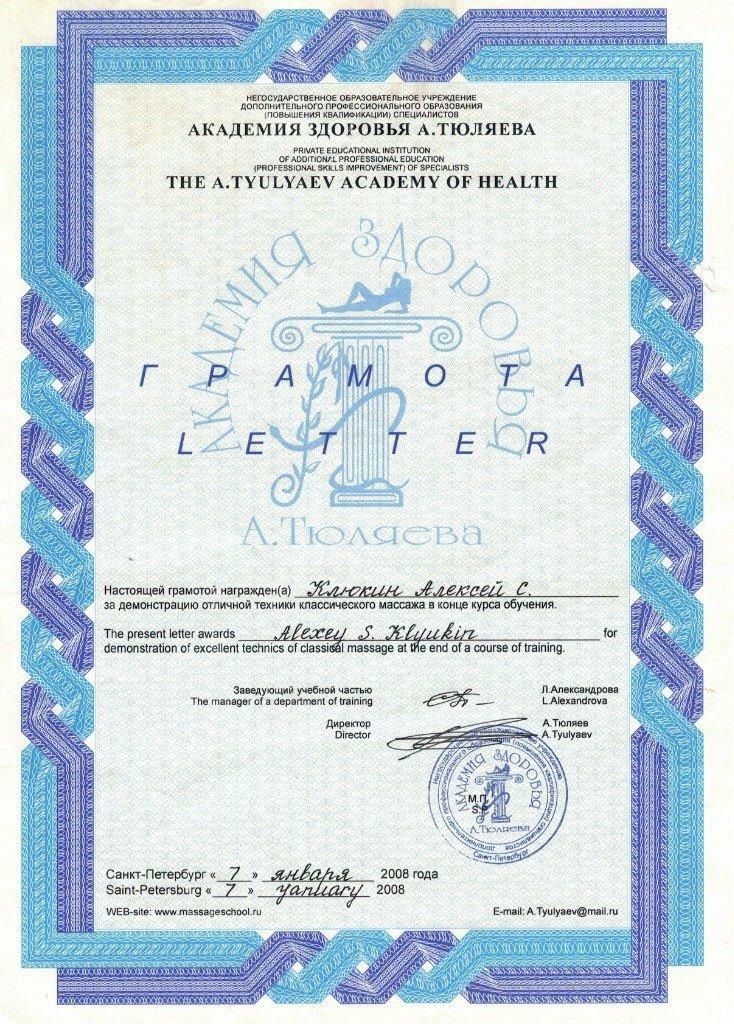 НЕГОСУДАРСТВЕННОЕ ОБРАЗОВАТЕЛЬНОЕ УЧРЕЖДЕНИЕ
ДОПОЛНИТЕЛЬНОГО ПРОФЕССИОНАЛЬНОГО ОБРАЗОВАНИЯ
(ПОВЫШЕНИЯ КВАЛИФИКАЦИИ) СПЕЦИАЛИСТОВ
АКАДЕМИЯ ЗДОРОВЬЯ А.ТЮЛЯЕВА
PRIVATE EDUCATIONAL INSTITUTION
OF ADDITIONAL PROFESSIONAL EDUCATION
(PROFESSIONAL SKILLS IMPROVEMENT) OF SPECIALISTS
THE A.TYULYAEV ACADEMY OF HEALTH
АКАДЕМИЯ ЗДОРОВЬЯ
ГРАМОТА
LETTER
А.Тюляева
Настоящей грамотой награжден(а) Клюкин Алексей С.
за демонстрацию отличной техники классического массажа в конце курса обучения.
The present letter awards Alexey S. Klyukin for
demonstration of excellent technics of classical massage at the end of a course of training.
Заведующий учебной частью Л.Александрова
The manager of a department of training L.Alexandrova
Директор А.Тюляев
Director A.Tyulyaev
АКАДЕМИЯ ЗДОРОВЬЯ
М.П.
S.P.
А.Тюляева
Санкт-Петербург
Санкт-Петербург « 7 » января 2008 года
Saint-Petersburg « 7 » yanuary 2008
WEB-site: www.massageschool.ru E-mail: A.Tyulyaev@mail.ru